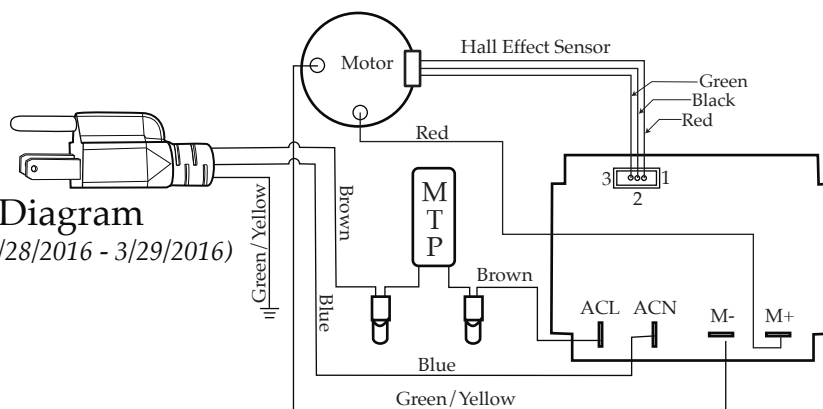 Motor
Hall Effect Sensor
Green
Black
Red
Red
3
1
2
M
T
P
Diagram
/28/2016 - 3/29/2016)
Green/Yellow
Brown
Blue
Brown
ACL
ACN
M-
M+
Blue
Green/Yellow